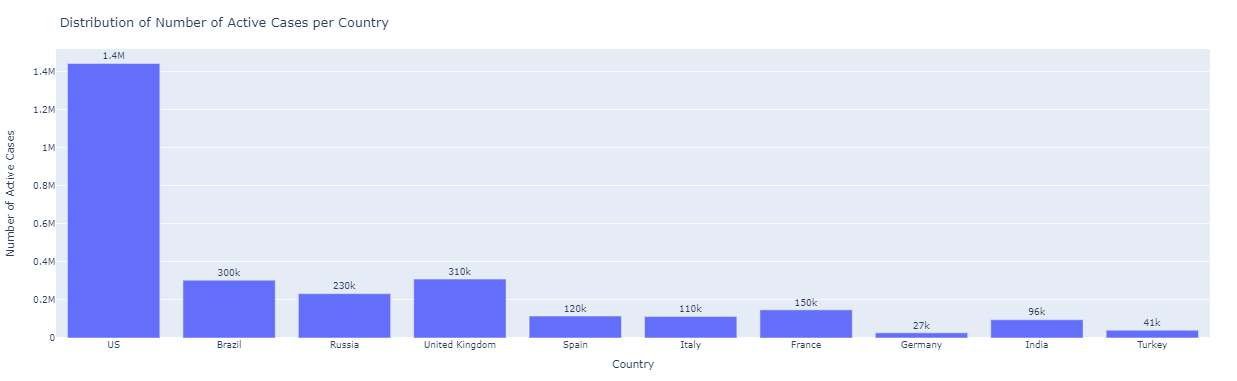 Distribution of Number of Active Cases per Country
Number of Active Cases
1.4M
1.2M
1M
0.8M
0.6M
0.4M
0.2M
0
1.4M
300k
230k
310k
120k
110k
150k
27k
96k
41k
US
Brazil
Russia
United Kingdom
Spain
Italy
France
Germany
India
Turkey
Country